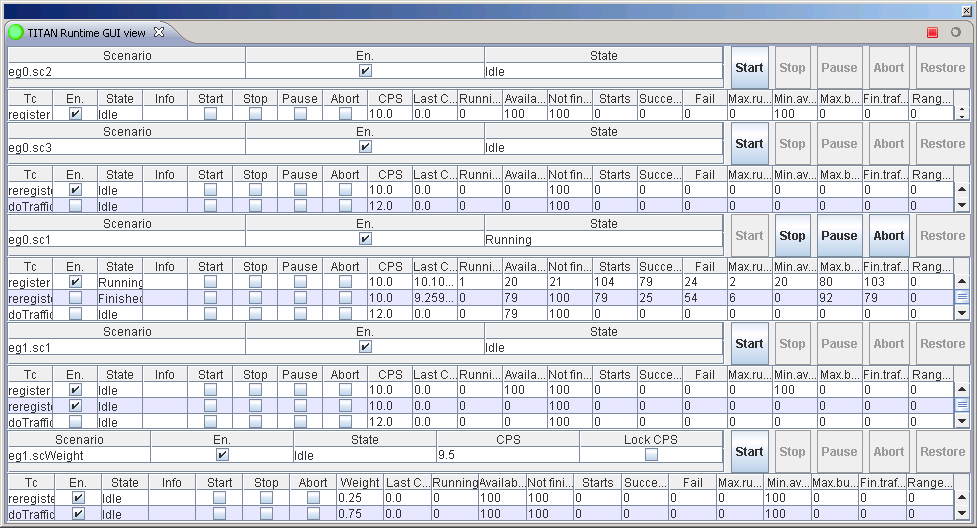 TITAN Runtime GUI view
Scenario En. State
eg0.sc2 Idle
Start Stop Pause Abort Restore
Tc En. State Info Start Stop Pause Abort CPS Last C... Runni... Availa... Not fin... Starts Succe... Fail Max.ru... Min.av... Max.b... Fin.traf... Rang...
register Idle 10.0 0.0 0 100 100 0 0 0 0 100 0 0 0
Scenario En. State
eg0.sc3 Idle
Start Stop Pause Abort Restore
Tc En. State Info Start Stop Pause Abort CPS Last C... Runni... Availa... Not fin... Starts Succe... Fail Max.ru... Min.av... Max.b... Fin.traf... Rang...
reregiste Idle 10.0 0.0 0 0 100 0 0 0 0 0 0 0 0
doTraffic Idle 12.0 0.0 0 0 100 0 0 0 0 0 0 0 0
Scenario En. State
eg0.sc1 Running
Start Stop Pause Abort Restore
Tc En. State Info Start Stop Pause Abort CPS Last C... Runni... Availa... Not fin... Starts Succe... Fail Max.ru... Min.av... Max.b... Fin.traf... Rang...
register Running 10.0 10.10... 1 20 21 104 79 24 2 20 80 103 0
reregiste Finished 10.0 9.259... 0 79 100 79 25 54 6 0 92 79 0
doTraffic Idle 12.0 0.0 0 79 100 0 0 0 0 0 0 0 0
Scenario En. State
eg1.sc1 Idle
Start Stop Pause Abort Restore
Tc En. State Info Start Stop Pause Abort CPS Last C... Runni... Availa... Not fin... Starts Succe... Fail Max.ru... Min.av... Max.b... Fin.traf... Rang...
register Idle 10.0 0.0 0 100 100 0 0 0 0 100 0 0 0
reregiste Idle 10.0 0.0 0 0 100 0 0 0 0 0 0 0 0
doTraffic Idle 12.0 0.0 0 0 100 0 0 0 0 0 0 0 0
Scenario En. State CPS Lock CPS
eg1.scWeight Idle 9.5
Start Stop Pause Abort Restore
Tc En. State Info Start Stop Abort Weight Last C... Running Availab... Not fini... Starts Succe... Fail Max.ru... Min.av... Max.bu... Fin.tra... Range...
reregiste Idle 0.25 0.0 0 100 100 0 0 0 0 100 0 0 0
doTraffic Idle 0.75 0.0 0 100 100 0 0 0 0 100 0 0 0